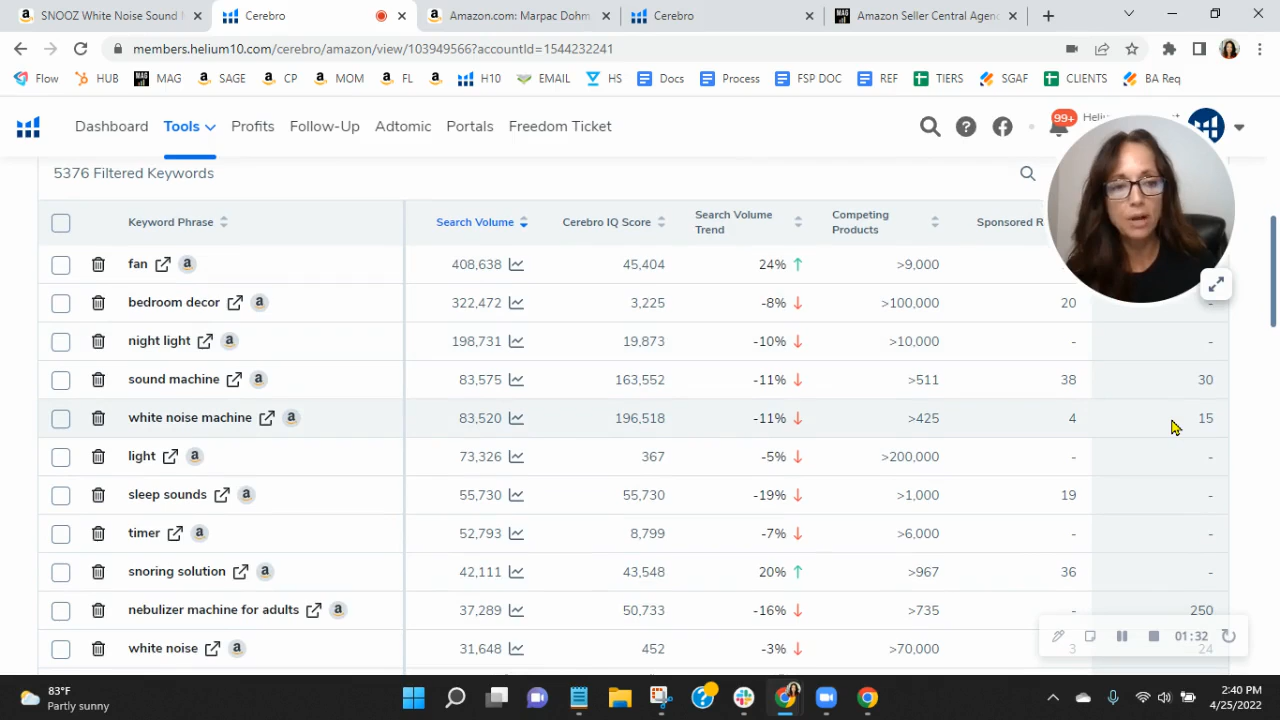 SNOOZ White Noise Sound
Cerebro
Amazon.com: Marpac Dohm
Cerebro
Amazon Seller Central Agen
members.helium10.com/cerebro/amazon/view/103949566?accountId=1544232241
Flow
HUB
MAG
SAGE
CP
MOM
FL
H10
EMAIL
HS
Docs
Process
FSP DOC
REF
TIERS
SGAF
CLIENTS
BA Req
Dashboard
Tools
Profits
Follow-Up
Adtomic
Portals
Freedom Ticket
99+
5376 Filtered Keywords
Keyword Phrase
Search Volume
Cerebro IQ Score
Search Volume Trend
Competing Products
Sponsored R
fan 408,638 45,404 24% >9,000
bedroom decor 322,472 3,225 -8% >100,000 20 -
night light 198,731 19,873 -10% >10,000 - -
sound machine 83,575 163,552 -11% >511 38 30
white noise machine 83,520 196,518 -11% >425 4 15
light 73,326 367 -5% >200,000 - -
sleep sounds 55,730 55,730 -19% >1,000 19 -
timer 52,793 8,799 -7% >6,000 - -
snoring solution 42,111 43,548 20% >967 36 -
nebulizer machine for adults 37,289 50,733 -16% >735 - 250
white noise 31,648 452 -3% >70,000 3 24
01:32
83°F
Partly sunny
2:40 PM
4/25/2022